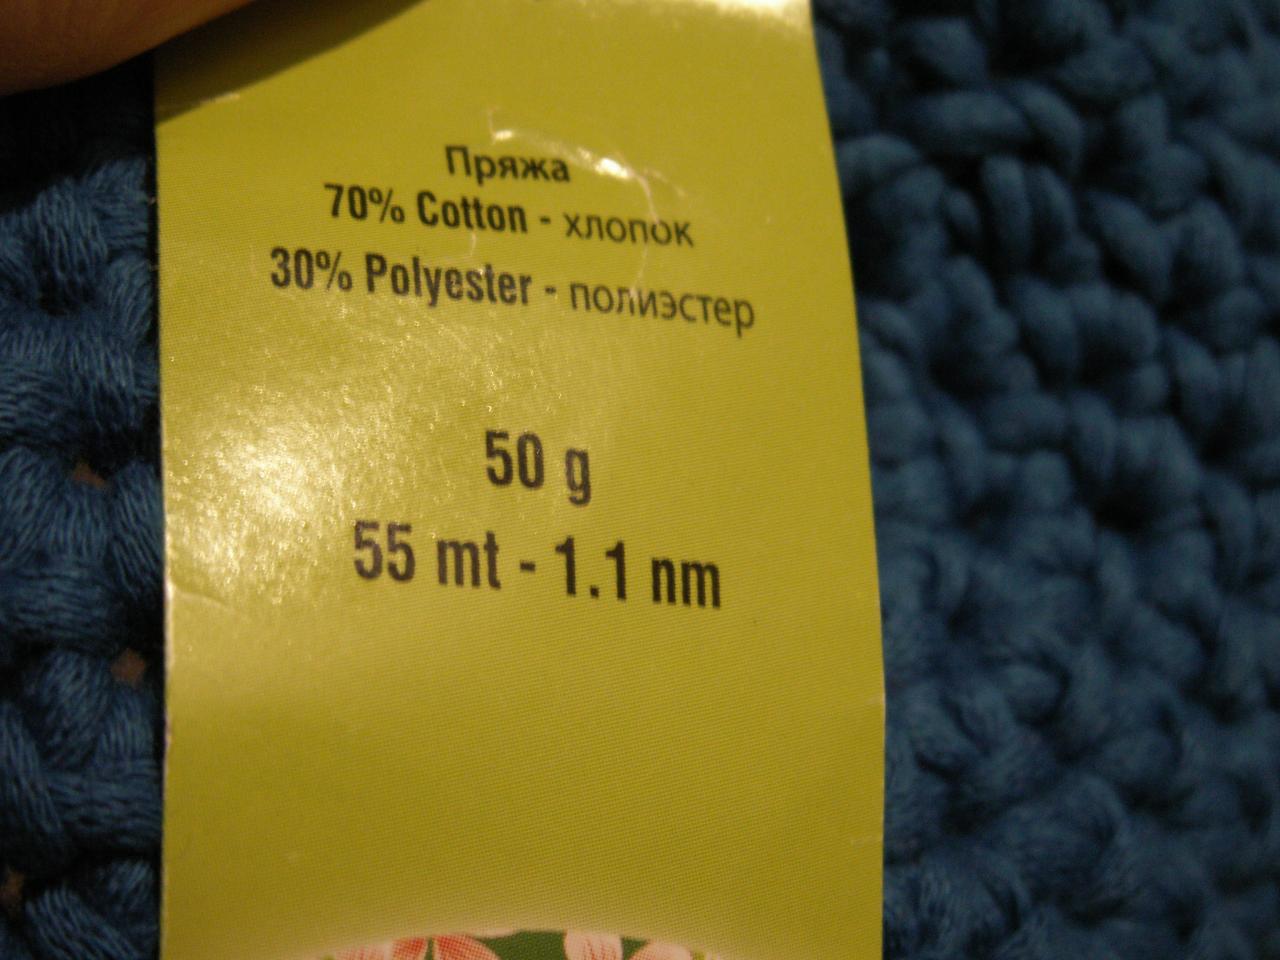 Пряжа
70% Cotton - хлопок
30% Polyester - полиэстер
50 g
55 mt - 1.1 nm